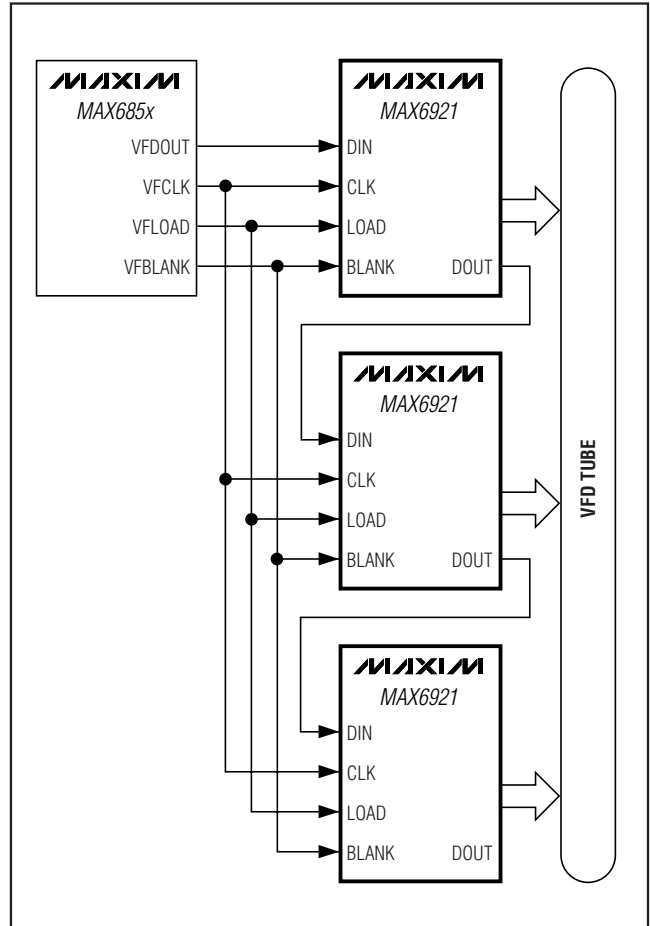 MAXIM
MAX685x
VFDOUT
VFCLK
VFLOAD
VFBLANK
MAXIM
MAX6921
DIN
CLK
LOAD
BLANK DOUT
MAXIM
MAX6921
DIN
CLK
LOAD
BLANK DOUT
MAXIM
MAX6921
DIN
CLK
LOAD
BLANK DOUT
VFD TUBE